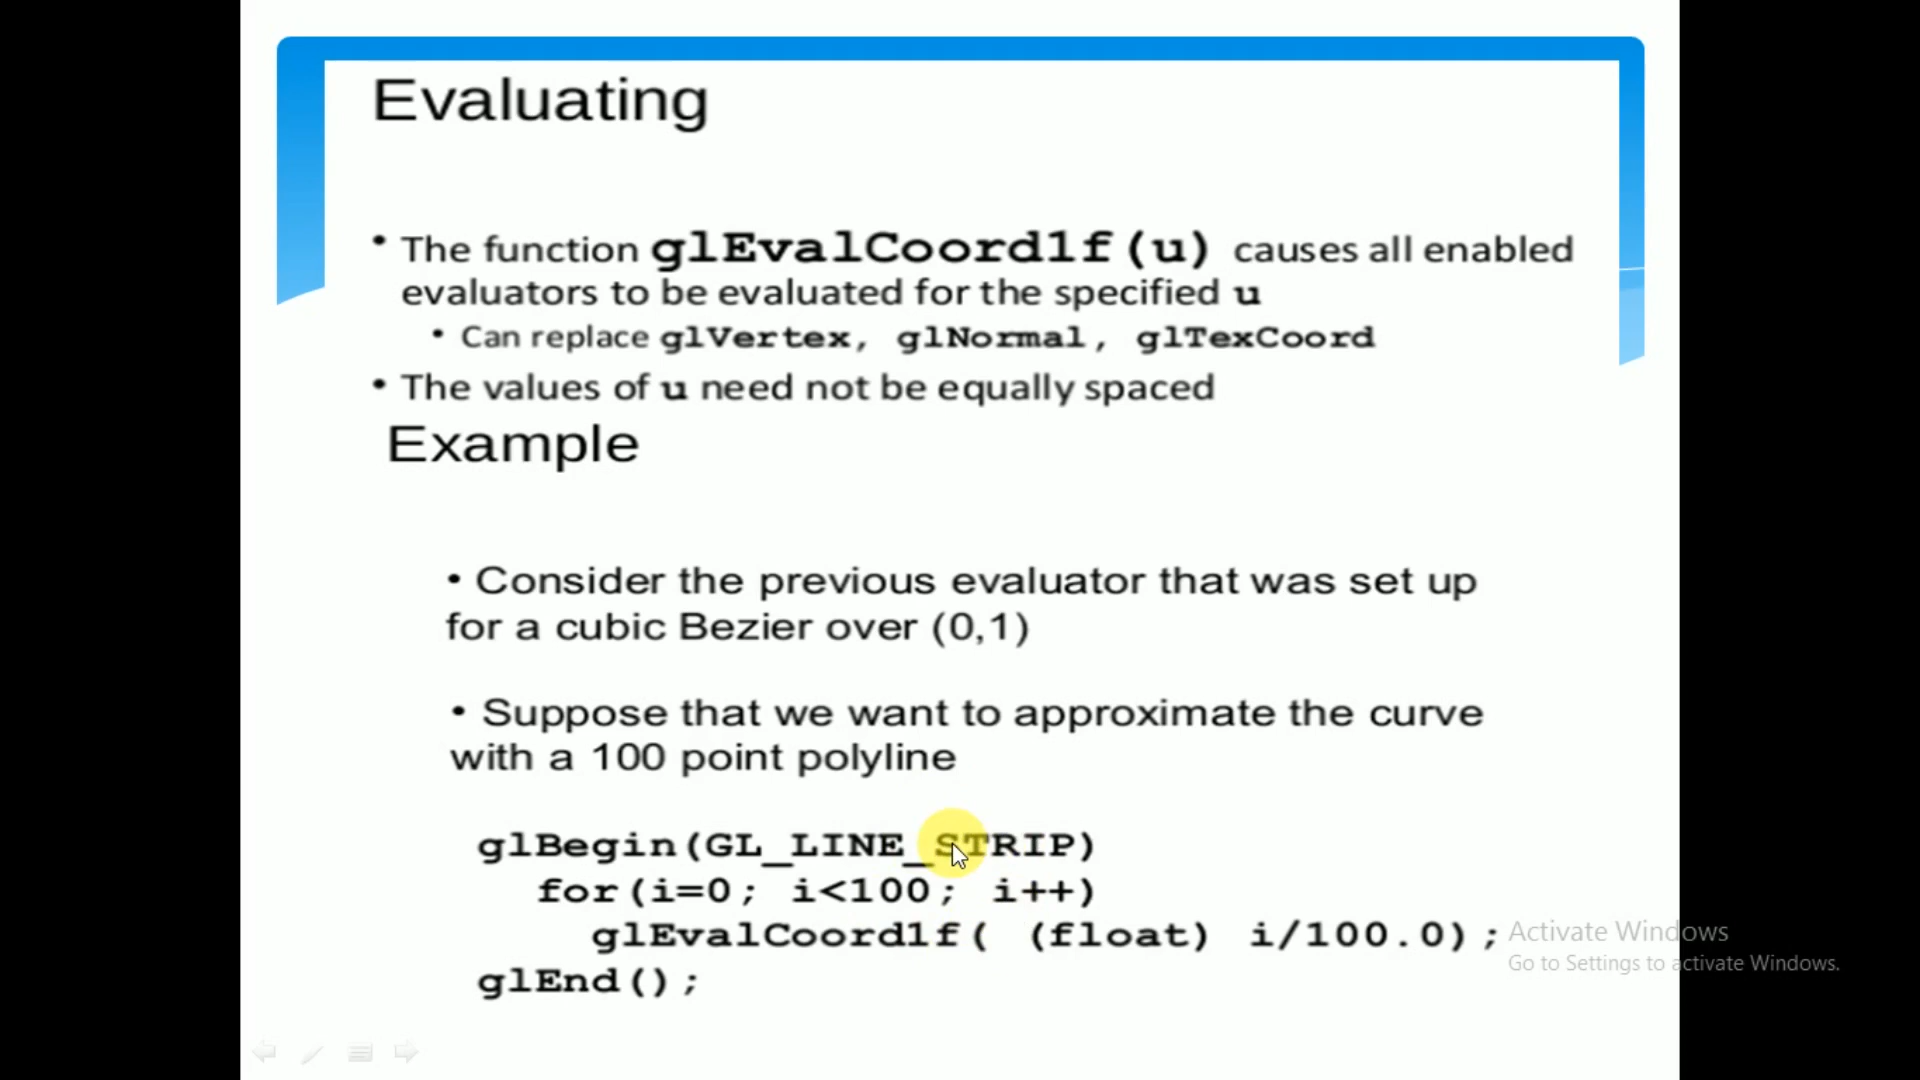 Evaluating
• The function glEvalCoord1f(u) causes all enabled
evaluators to be evaluated for the specified u
• Can replace glVertex, glNormal, glTexCoord
• The values of u need not be equally spaced
Example
• Consider the previous evaluator that was set up
for a cubic Bezier over (0,1)
• Suppose that we want to approximate the curve
with a 100 point polyline
glBegin(GL_LINE_STRIP)
for(i=0; i<100; i++)
glEvalCoord1f( (float) i/100.0);
glEnd();
Activate Windows
Go to Settings to activate Windows.